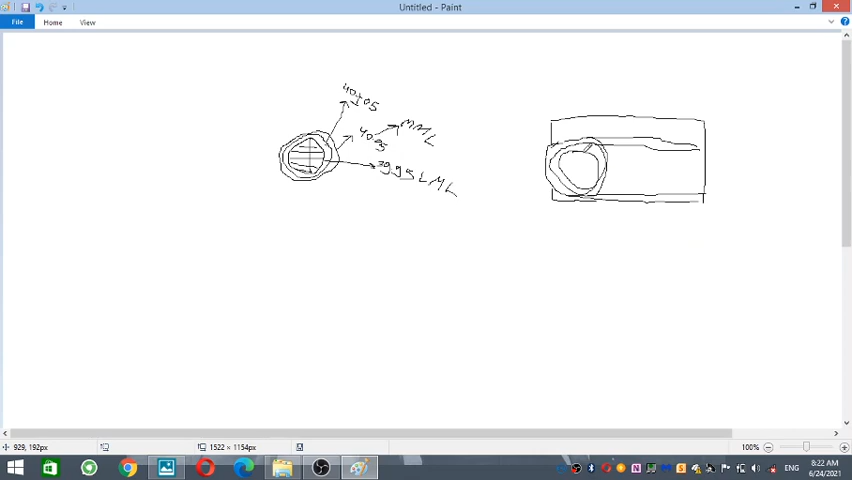 Untitled - Paint
File Home View
40±05
40.05
MML
39.95 LML
929, 192px
1522 × 1154px
100%
ENG
8:22 AM
6/24/2021